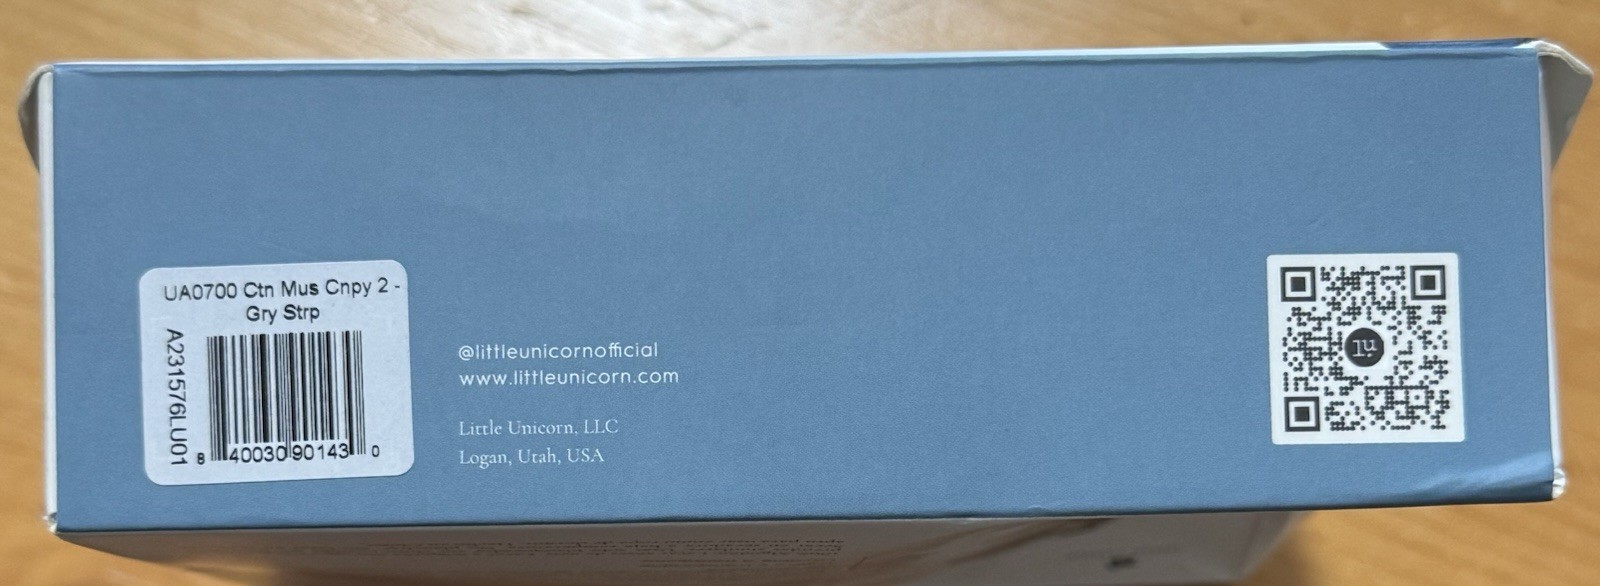 UA0700 Ctn Mus Cnpy 2 -
Gry Strp
A231576LU01
8 40030 90143 0
@littleunicornofficial
www.littleunicorn.com
Little Unicorn, LLC
Logan, Utah, USA
lu